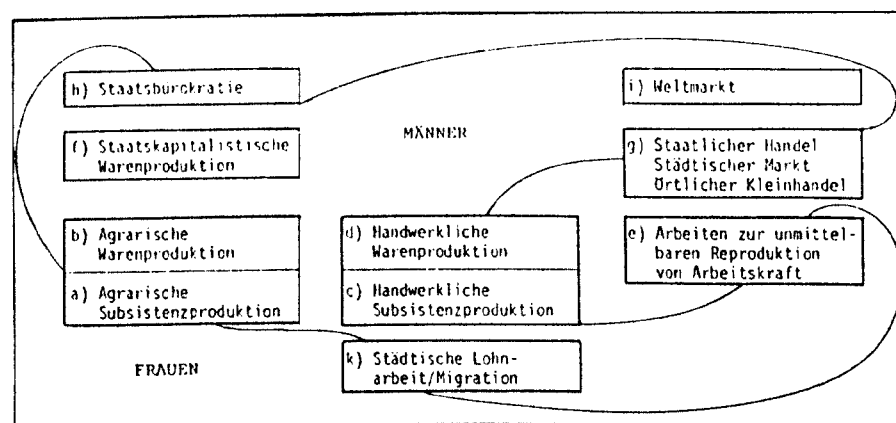 h) Staatsbürokratie
i) Weltmarkt
MÄNNER
f) Staatskapitalistische
Warenproduktion
g) Staatlicher Handel
Städtischer Markt
Örtlicher Kleinhandel
b) Agrarische
Warenproduktion
d) Handwerkliche
Warenproduktion
e) Arbeiten zur unmittel-
baren Reproduktion
von Arbeitskraft
a) Agrarische
Subsistenzproduktion
c) Handwerkliche
Subsistenzproduktion
k) Städtische Lohn-
arbeit/Migration
FRAUEN